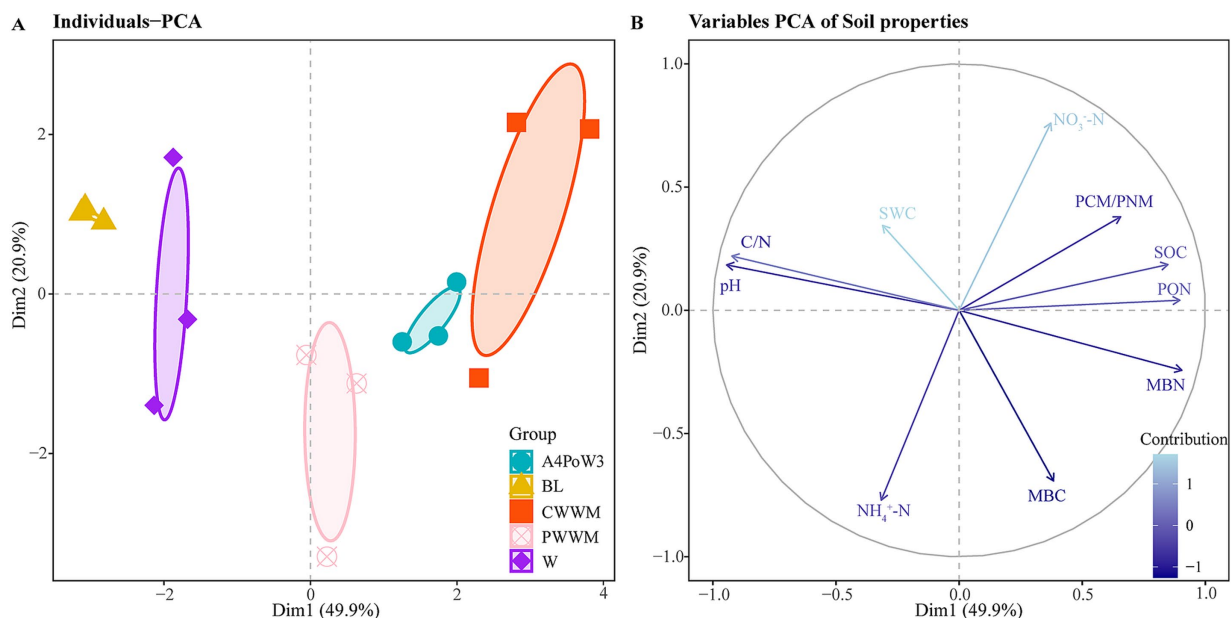 A Individuals−PCA
2
0
−2
Dim2 (20.9%)
−2
0
2
4
Dim1 (49.9%)
Group
A4PoW3
BL
CWWM
PWWM
W
B Variables PCA of Soil properties
1.0
0.5
0.0
−0.5
−1.0
Dim2 (20.9%)
NO₃⁻-N
PCM/PNM
SWC
C/N
SOC
pH
PON
MBN
MBC
NH₄⁺-N
Contribution
1
0
−1
−1.0
−0.5
0.0
0.5
1.0
Dim1 (49.9%)